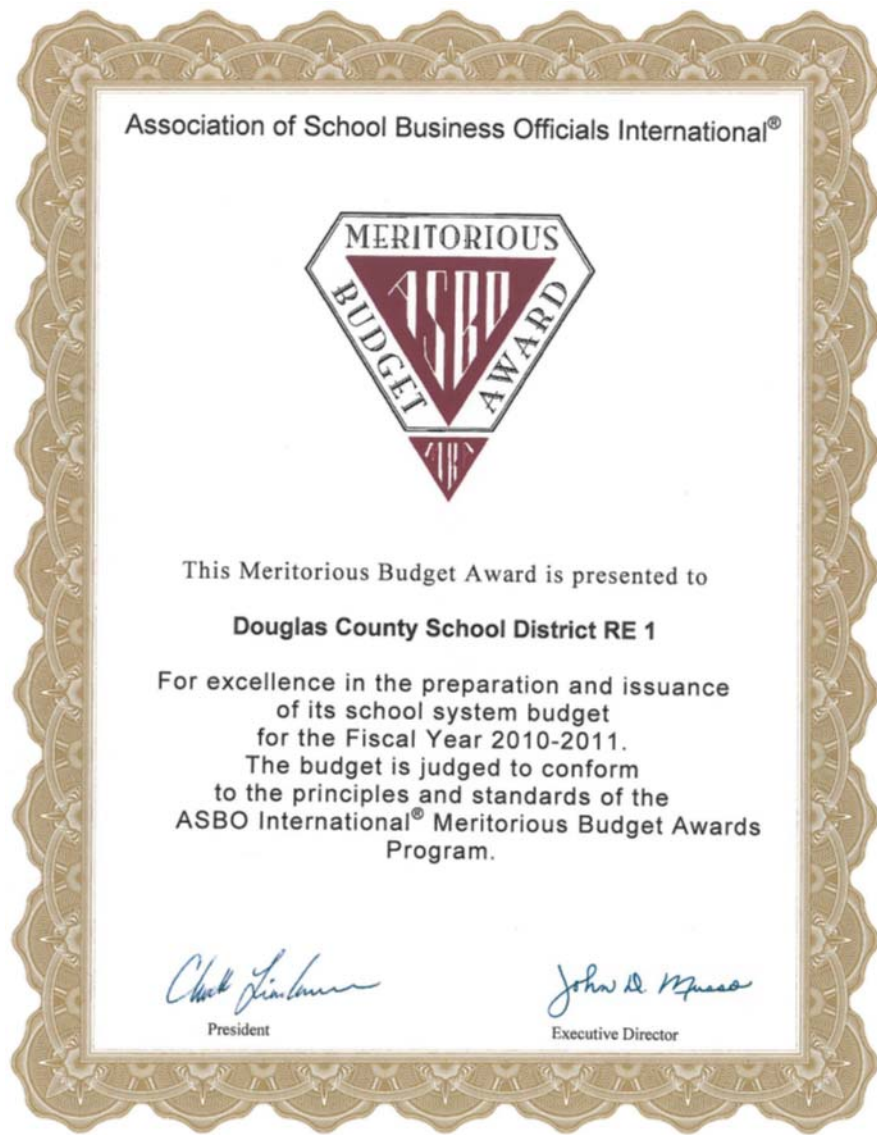 Association of School Business Officials International®
MERITORIOUS
BUDGET
AWARD
ASBO
This Meritorious Budget Award is presented to
Douglas County School District RE 1
For excellence in the preparation and issuance
of its school system budget
for the Fiscal Year 2010-2011.
The budget is judged to conform
to the principles and standards of the
ASBO International® Meritorious Budget Awards
Program.
John D. Musso
President
Executive Director